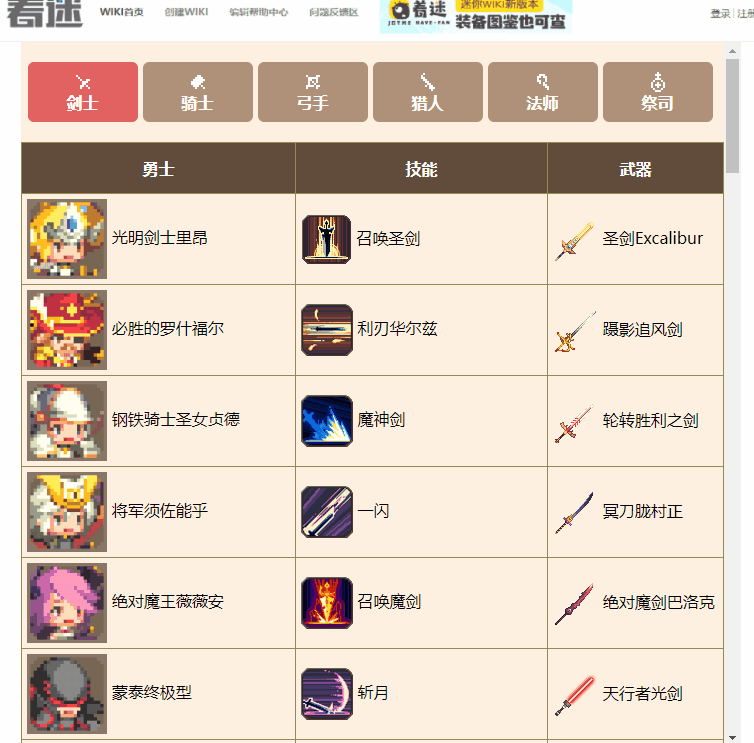 着迷
WIKI首页 创建WIKI 编辑帮助中心 问题反馈区
着迷
JOYME HAVE-FAN
迷你WIKI新版本
装备图鉴也可查
登录|注册
剑士 骑士 弓手 猎人 法师 祭司
勇士 技能 武器
光明剑士里昂 召唤圣剑 圣剑Excalibur
必胜的罗什福尔 利刃华尔兹 曝影追风剑
钢铁骑士圣女贞德 魔神剑 轮转胜利之剑
将军须佐能乎 一闪 冥刀胧村正
绝对魔王薇薇安 召唤魔剑 绝对魔剑巴洛克
蒙泰终极型 斩月 天行者光剑